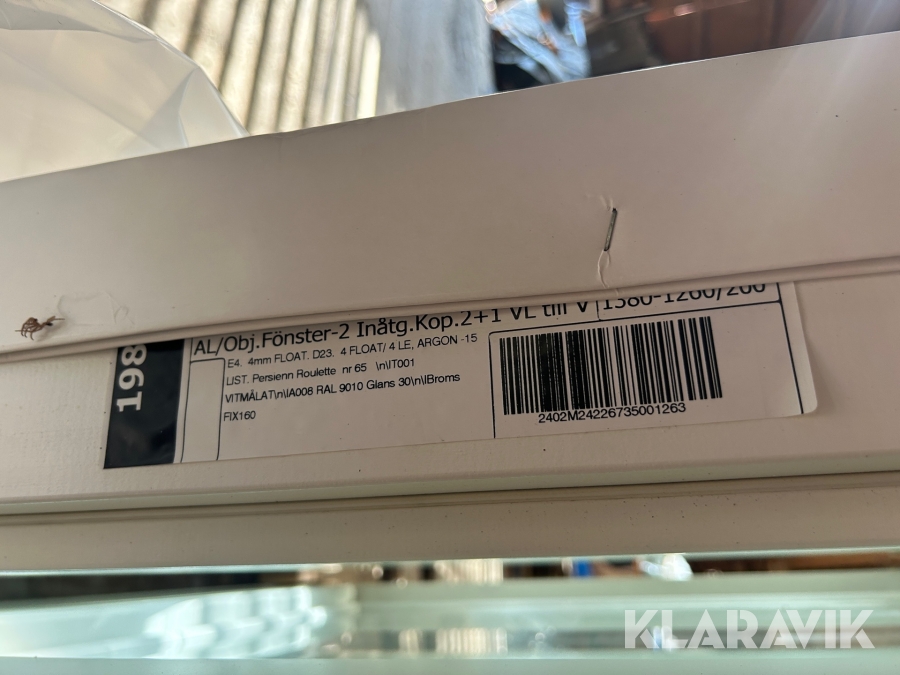 198
AL/Obj.Fönster-2 Inåtg.Kop.2+1 VL till V 1380-1260/200
E4. 4mm FLOAT. D23. 4 FLOAT/ 4 LE, ARGON -15
LIST. Persienn Roulette nr 65 \n\IT001
VITMÅLAT\n\IA008 RAL 9010 Glans 30\n\IBroms
FIX160
2402M24226735001263
KLARAVIK